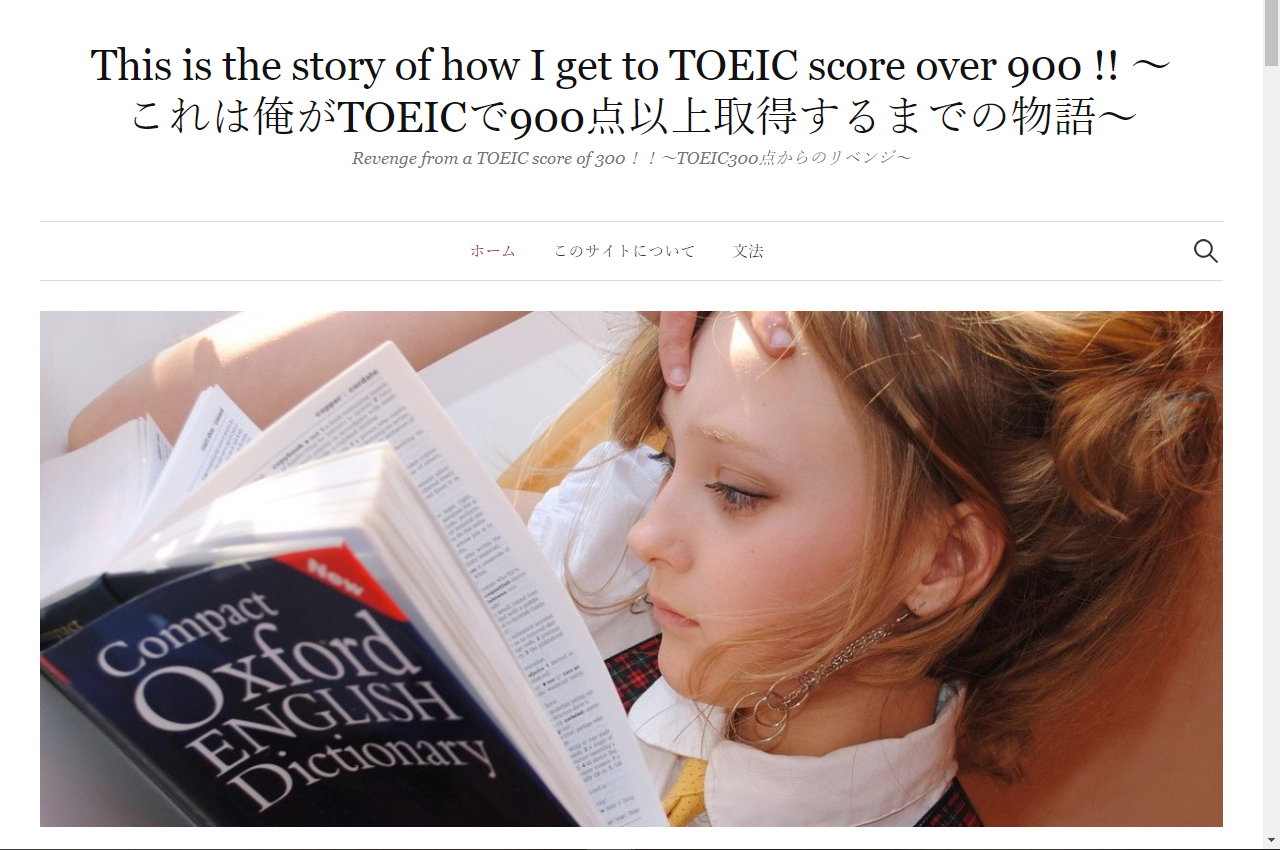 This is the story of how I get to TOEIC score over 900 !! ～
これは俺がTOEICで900点以上取得するまでの物語～
Revenge from a TOEIC score of 300！！～TOEIC300点からのリベンジ～
ホーム このサイトについて 文法
copper · cordate
New
Compact
Oxford
ENGLISH
Dictionary